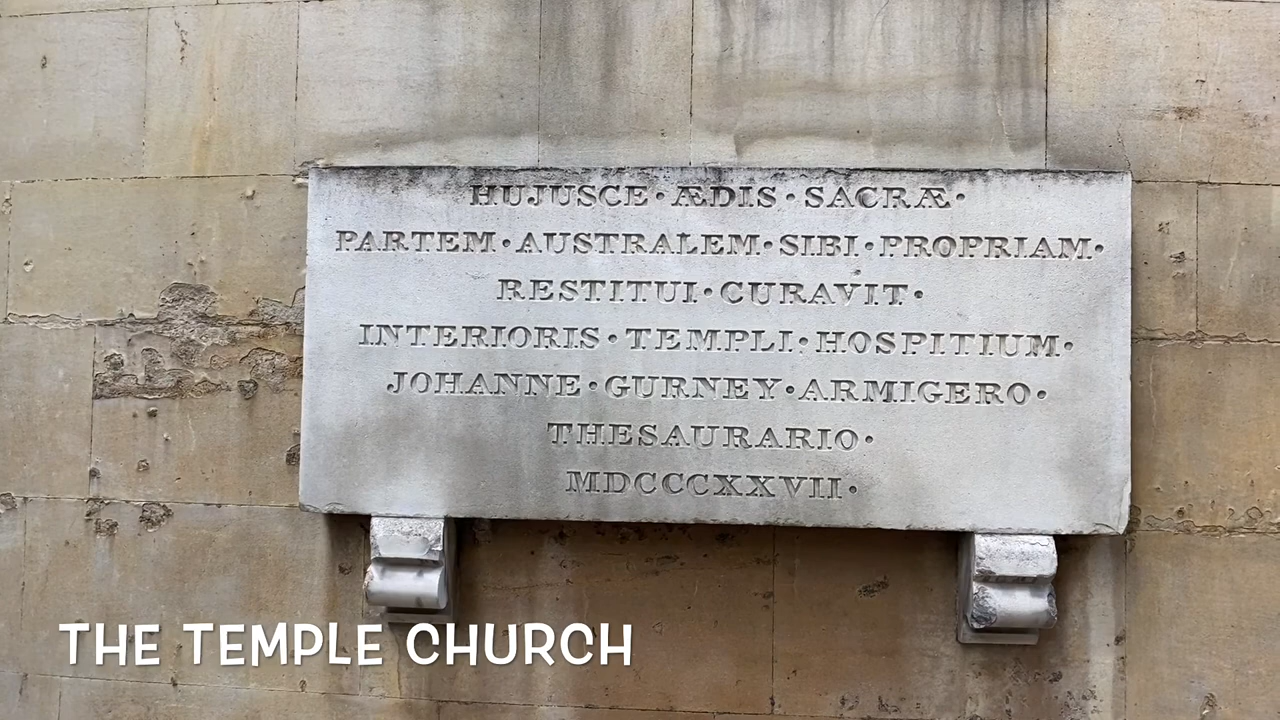 HUJUSCE · ÆDIS · SACRÆ ·
PARTEM · AUSTRALEM · SIBI · PROPRIAM ·
RESTITUI · CURAVIT ·
INTERIORIS · TEMPLI · HOSPITIUM ·
JOHANNE · GURNEY · ARMIGERO ·
THESAURARIO ·
MDCCCXXVII ·
THE TEMPLE CHURCH